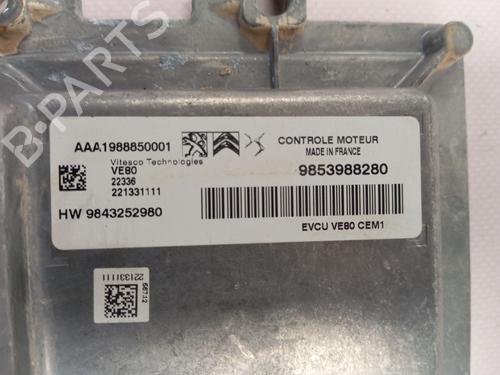 AAA1988850001
Vitesco Technologies
VE80
22336
221331111
HW 9843252980
CONTROLE MOTEUR
MADE IN FRANCE
9853988280
EVCU VE80 CEM1
56712
221331111
B-PARTS